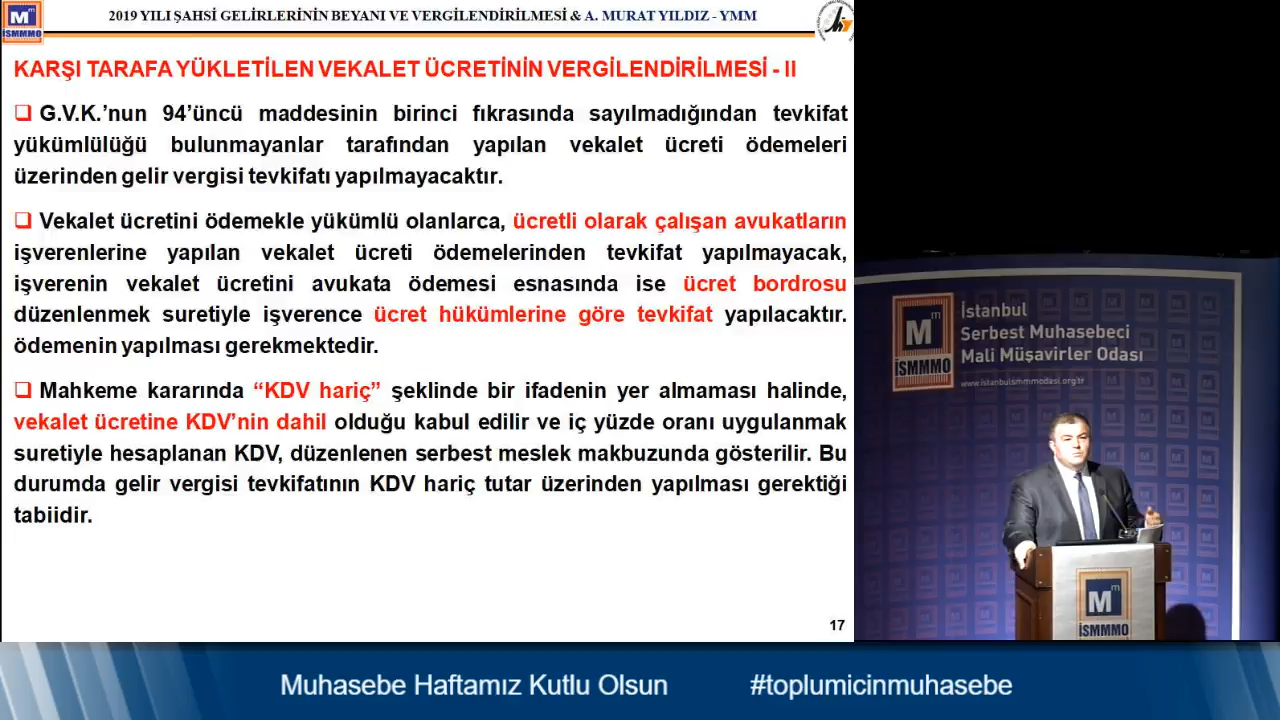 2019 YILI ŞAHSİ GELİRLERİNİN BEYANI VE VERGİLENDİRİLMESİ & A. MURAT YILDIZ - YMM
Mm
İSMMMO
KARŞI TARAFA YÜKLETİLEN VEKALET ÜCRETİNİN VERGİLENDİRİLMESİ - II
❑ G.V.K.’nun 94’üncü maddesinin birinci fıkrasında sayılmadığından tevkifat
yükümlülüğü bulunmayanlar tarafından yapılan vekalet ücreti ödemeleri
üzerinden gelir vergisi tevkifatı yapılmayacaktır.
❑ Vekalet ücretini ödemekle yükümlü olanlarca, ücretli olarak çalışan avukatların
işverenlerine yapılan vekalet ücreti ödemelerinden tevkifat yapılmayacak,
işverenin vekalet ücretini avukata ödemesi esnasında ise ücret bordrosu
düzenlenmek suretiyle işverence ücret hükümlerine göre tevkifat yapılacaktır.
ödemenin yapılması gerekmektedir.
❑ Mahkeme kararında “KDV hariç” şeklinde bir ifadenin yer almaması halinde,
vekalet ücretine KDV’nin dahil olduğu kabul edilir ve iç yüzde oranı uygulanmak
suretiyle hesaplanan KDV, düzenlenen serbest meslek makbuzunda gösterilir. Bu
durumda gelir vergisi tevkifatının KDV hariç tutar üzerinden yapılması gerektiği
tabiidir.
17
Mm
İSMMMO
İstanbul
Serbest Muhasebeci
Mali Müşavirler Odası
www.istanbulsmmmodasi.org.tr
Mm
İSMMMO
Muhasebe Haftamız Kutlu Olsun
#toplumicinmuhasebe